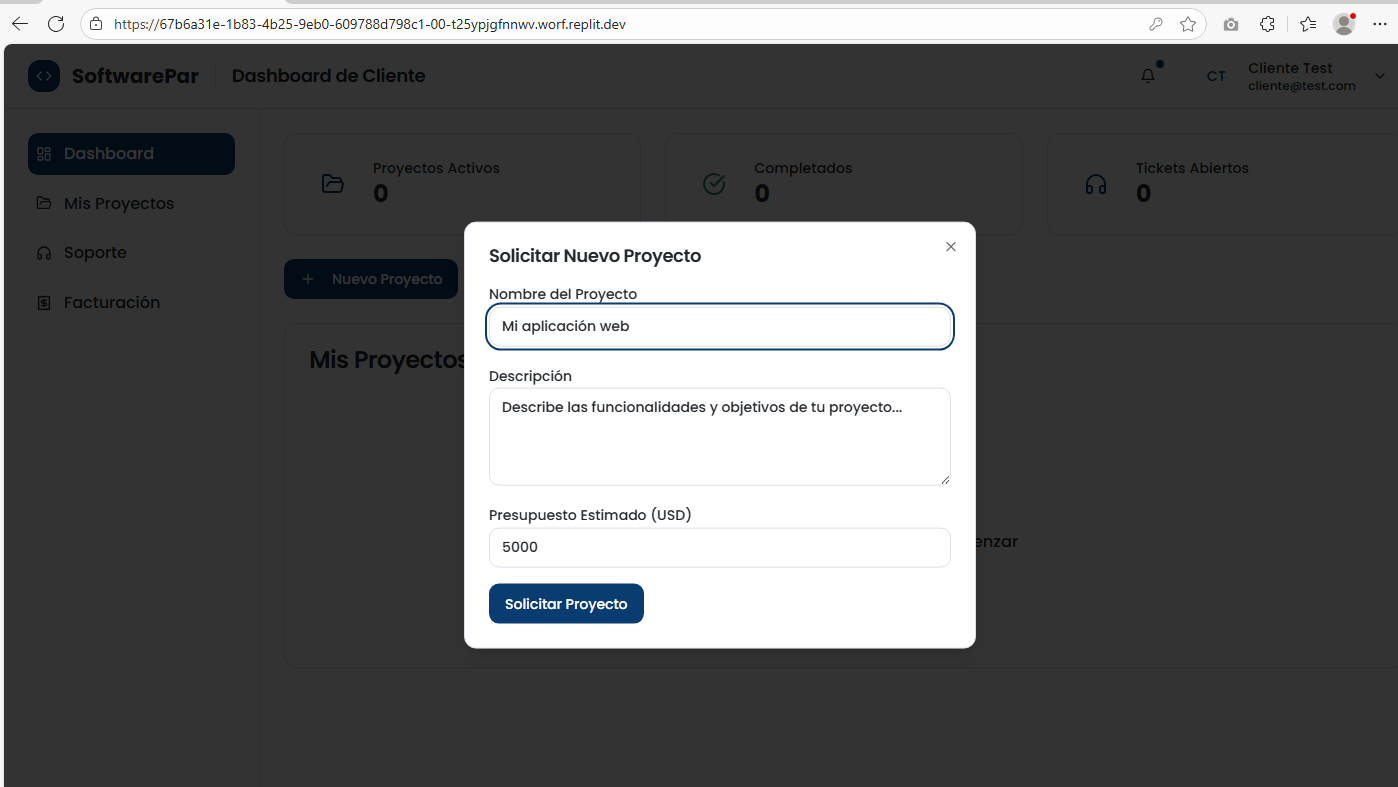 https://67b6a31e-1b83-4b25-9eb0-609788d798c1-00-t25ypjgfnnwv.worf.replit.dev
SoftwarePar
Dashboard de Cliente
CT
Cliente Test
cliente@test.com
Dashboard
Mis Proyectos
Soporte
Facturación
Proyectos Activos
0
Completados
0
Tickets Abiertos
0
Nuevo Proyecto
Mis Proyectos
enzar
Solicitar Nuevo Proyecto
Nombre del Proyecto
Mi aplicación web
Descripción
Describe las funcionalidades y objetivos de tu proyecto...
Presupuesto Estimado (USD)
5000
Solicitar Proyecto